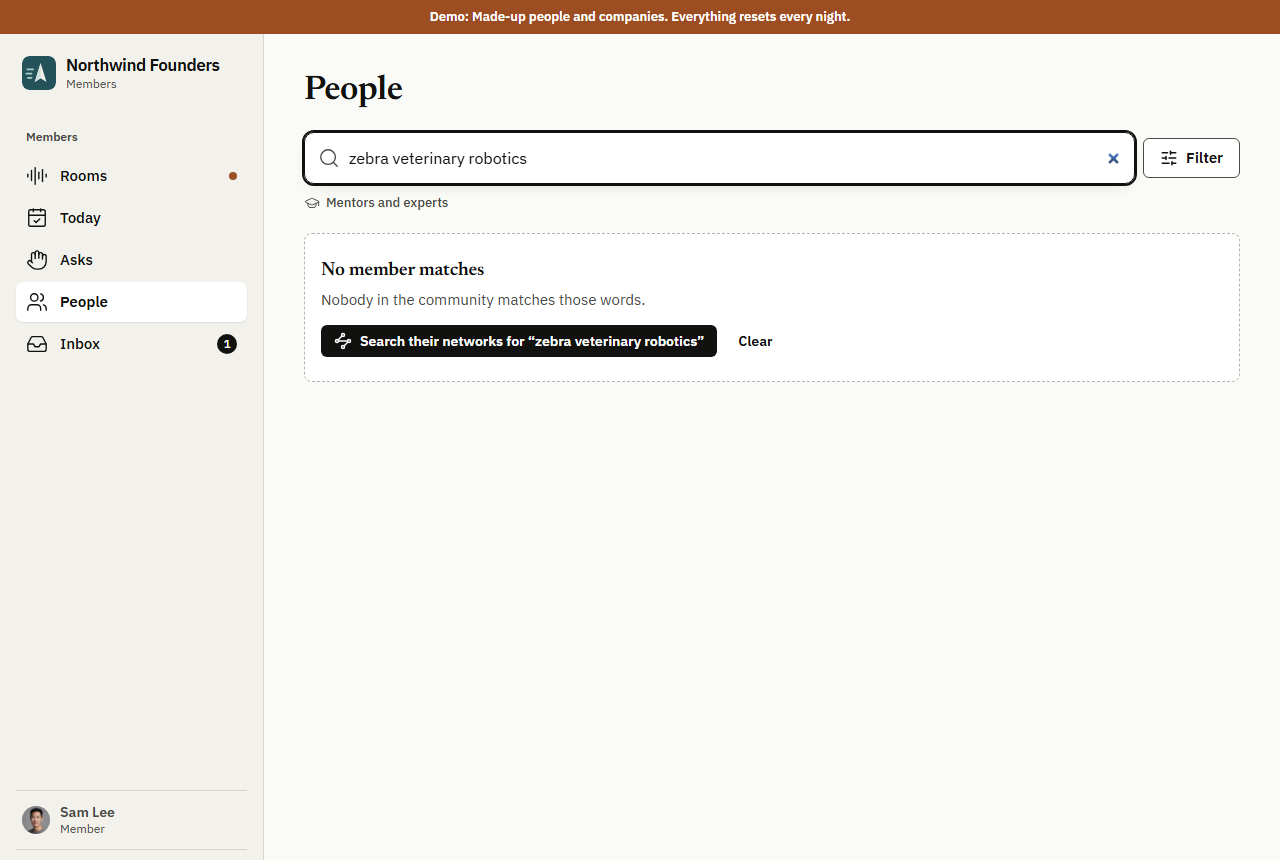 Demo: Made-up people and companies. Everything resets every night.
Northwind Founders
Members
Members
Rooms
Today
Asks
People
Inbox
1
Sam Lee
Member
People
zebra veterinary robotics
Filter
Mentors and experts
No member matches
Nobody in the community matches those words.
Search their networks for “zebra veterinary robotics”
Clear